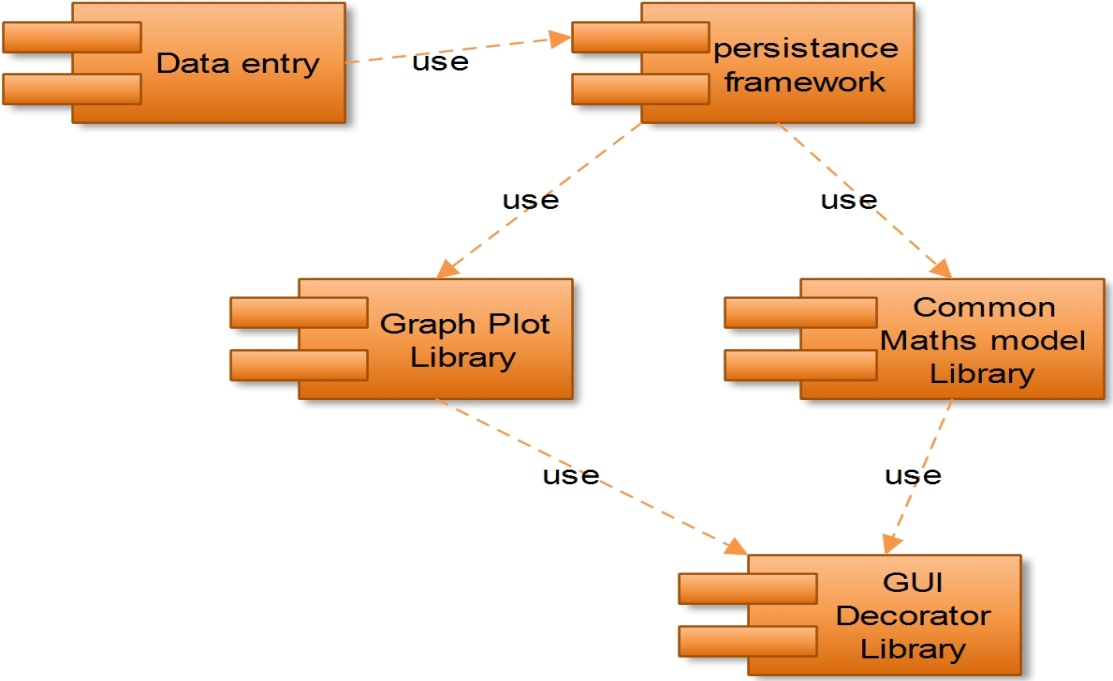 Data entry
use
persistance
framework
use
use
Graph Plot
Library
Common
Maths model
Library
use
use
GUI
Decorator
Library